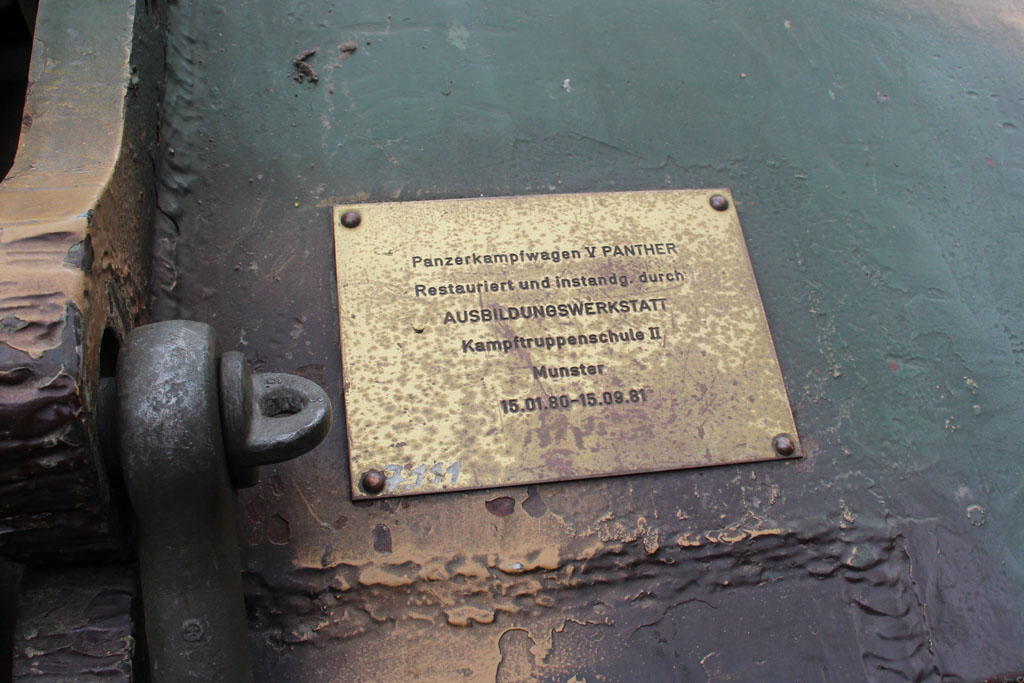 Panzerkampfwagen V PANTHER
Restauriert und instandg. durch
AUSBILDUNGSWERKSTATT
Kampftruppenschule II
Munster
15.01.80-15.09.81